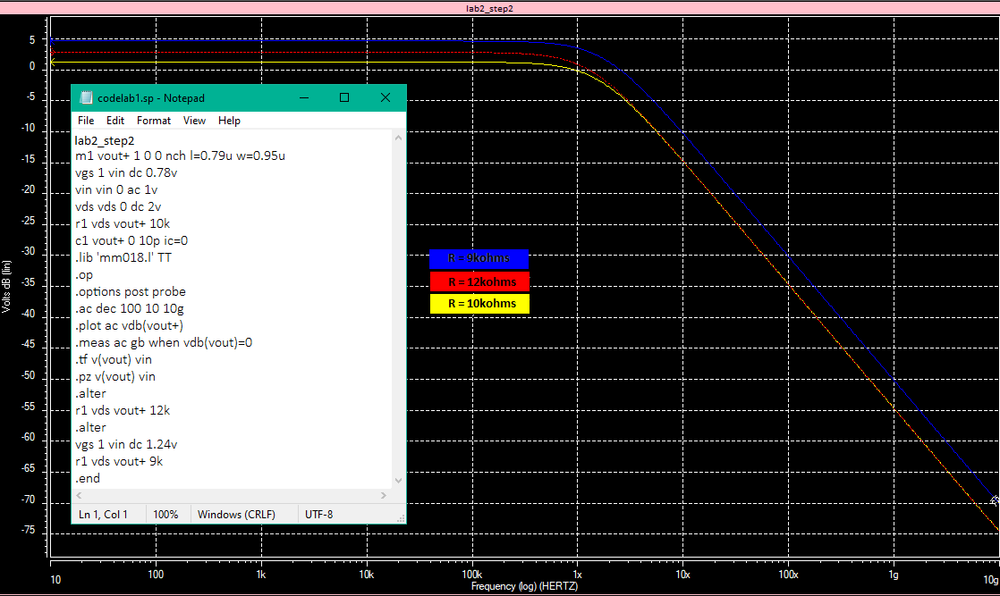 lab2_step2
5
0
-5
-10
-15
-20
-25
-30
-35
-40
-45
-50
-55
-60
-65
-70
-75
Volts dB (lin)
codelab1.sp - Notepad
File Edit Format View Help
lab2_step2
m1 vout+ 1 0 0 nch l=0.79u w=0.95u
vgs 1 vin dc 0.78v
vin vin 0 ac 1v
vds vds 0 dc 2v
r1 vds vout+ 10k
c1 vout+ 0 10p ic=0
.lib 'mm018.l' TT
.op
.options post probe
.ac dec 100 10 10g
.plot ac vdb(vout+)
.meas ac gb when vdb(vout)=0
.tf v(vout) vin
.pz v(vout) vin
.alter
r1 vds vout+ 12k
.alter
vgs 1 vin dc 1.24v
r1 vds vout+ 9k
.end
Ln 1, Col 1 100% Windows (CRLF) UTF-8
R = 9kohms
R = 12kohms
R = 10kohms
10 100 1k 10k 100k 1x 10x 100x 1g 10g
Frequency (log) (HERTZ)